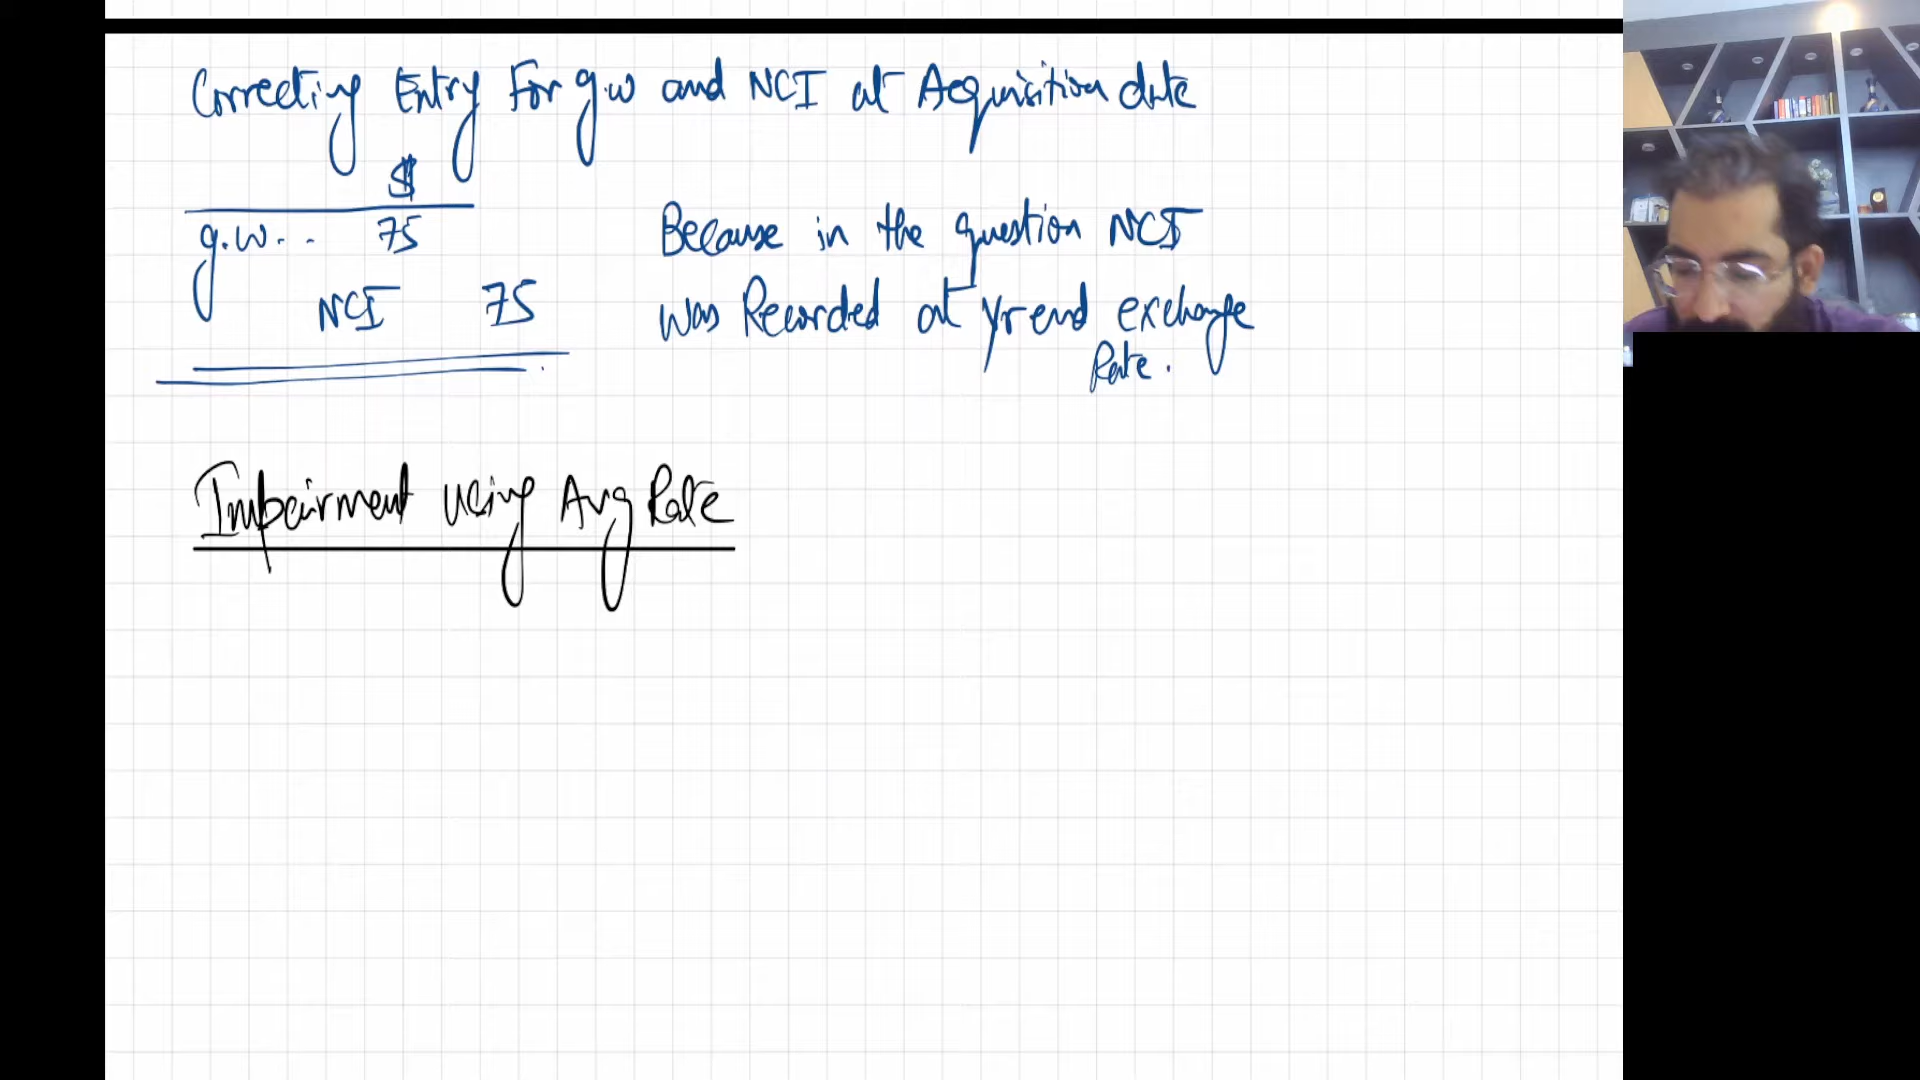 Correcting Entry For g.w and NCI at Acquisition date
$
g.w.. 75
NCI 75
Because in the question NCI
was Recorded at yr end exchange
Rate.
Impairment using Avg Rate